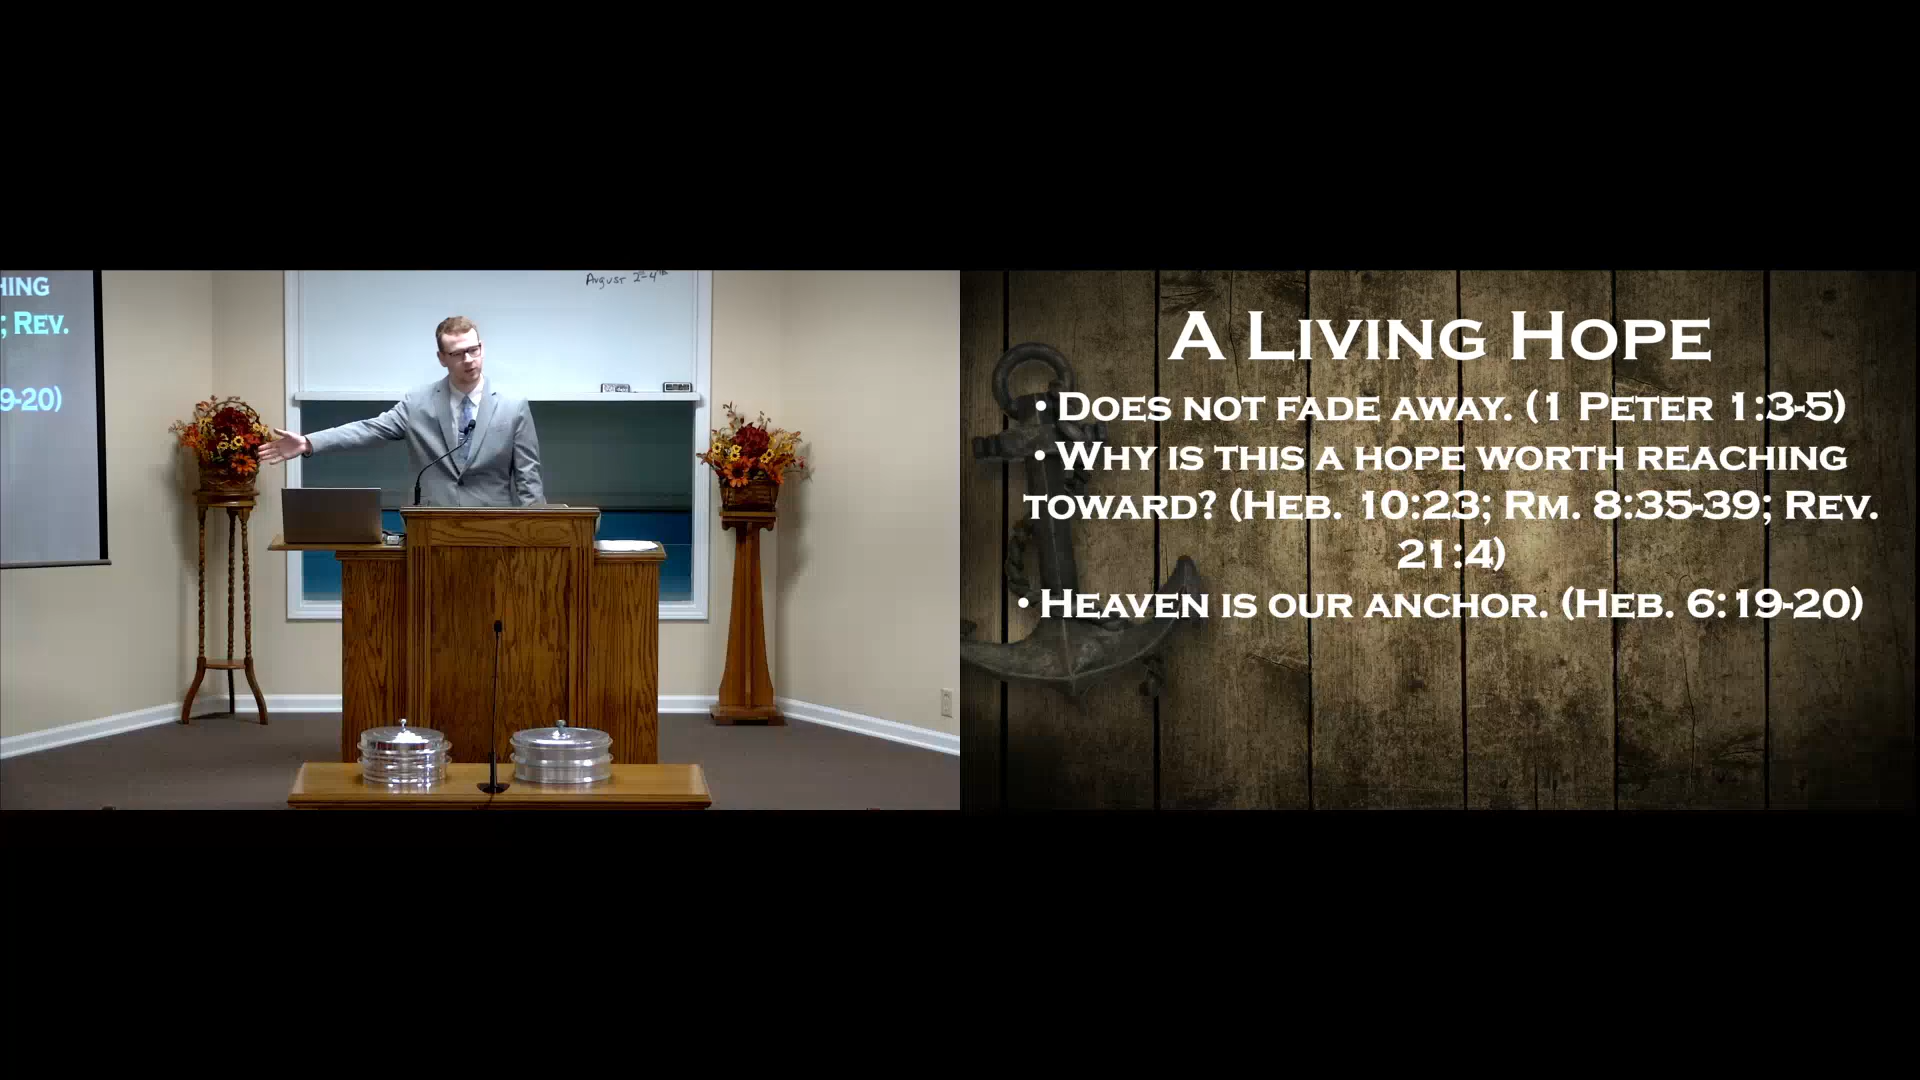 HING
; REV.
9-20)
August 2-4th
A LIVING HOPE
• DOES NOT FADE AWAY. (1 PETER 1:3-5)
• WHY IS THIS A HOPE WORTH REACHING
TOWARD? (HEB. 10:23; RM. 8:35-39; REV.
21:4)
• HEAVEN IS OUR ANCHOR. (HEB. 6:19-20)